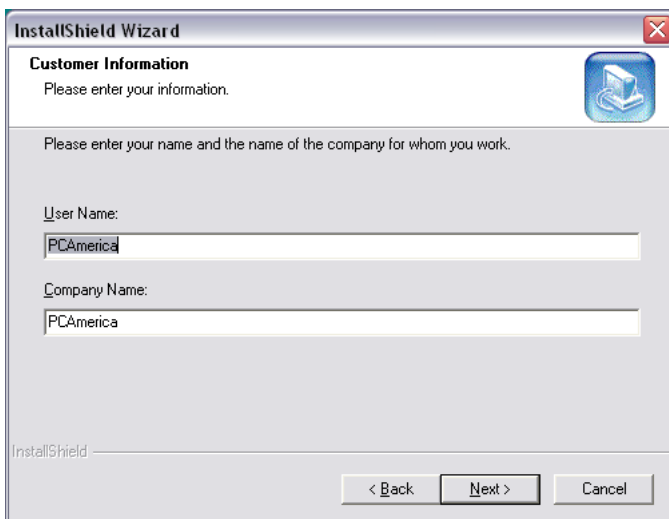 InstallShield Wizard
Customer Information
Please enter your information.
Please enter your name and the name of the company for whom you work.
User Name:
PCAmerica
Company Name:
PCAmerica
InstallShield
< Back Next > Cancel